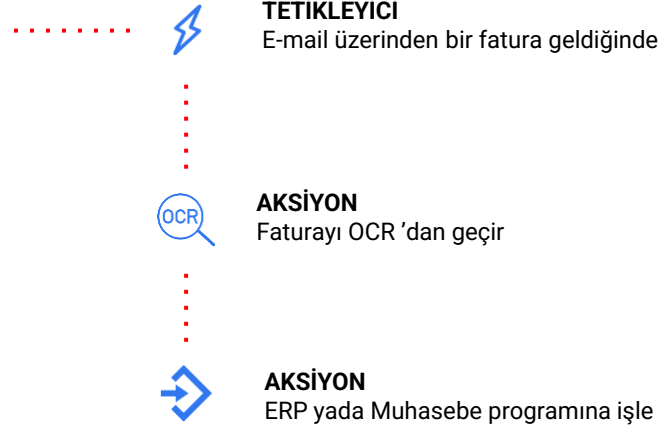 TETİKLEYİCİ
E-mail üzerinden bir fatura geldiğinde
OCR
AKSİYON
Faturayı OCR ’dan geçir
AKSİYON
ERP yada Muhasebe programına işle